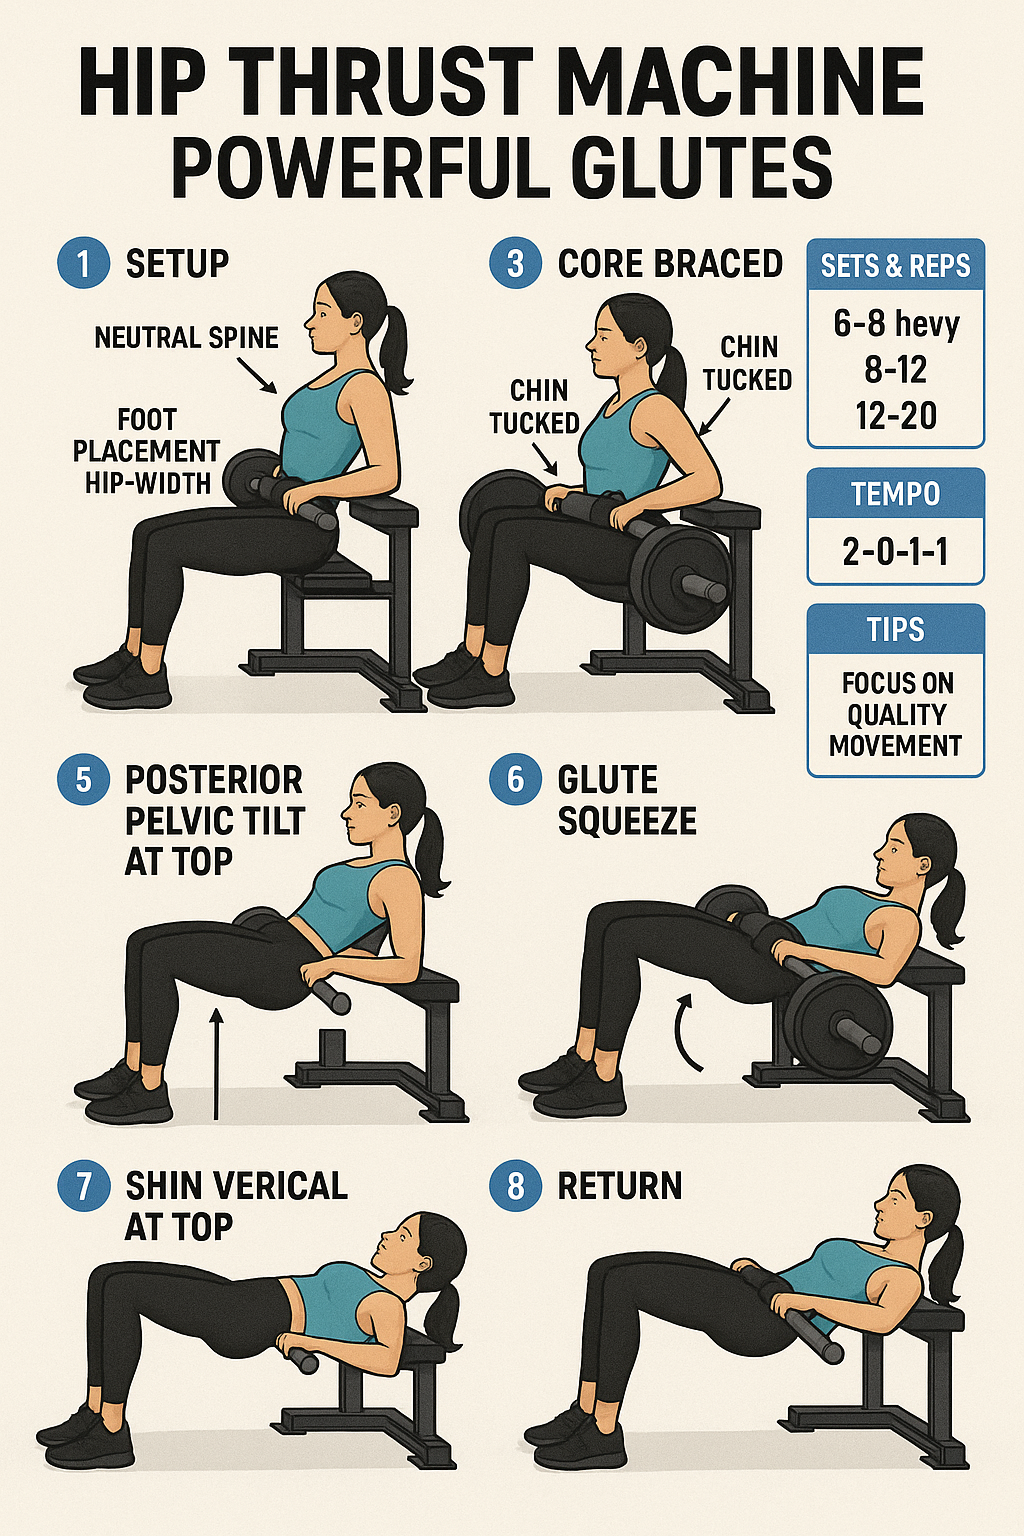 HIP THRUST MACHINE
POWERFUL GLUTES
1 SETUP
NEUTRAL SPINE
FOOT
PLACEMENT
HIP-WIDTH
3 CORE BRACED
CHIN
TUCKED
CHIN
TUCKED
SETS & REPS
6-8 hevy
8-12
12-20
TEMPO
2-0-1-1
TIPS
FOCUS ON
QUALITY
MOVEMENT
5 POSTERIOR
PELVIC TILT
AT TOP
6 GLUTE
SQUEEZE
7 SHIN VERICAL
AT TOP
8 RETURN